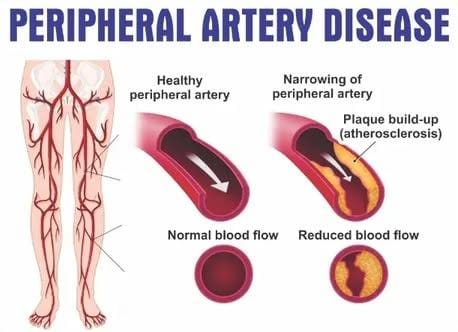 PERIPHERAL ARTERY DISEASE
Healthy
peripheral artery
Narrowing of
peripheral artery
Plaque build-up
(atherosclerosis)
Normal blood flow
Reduced blood flow